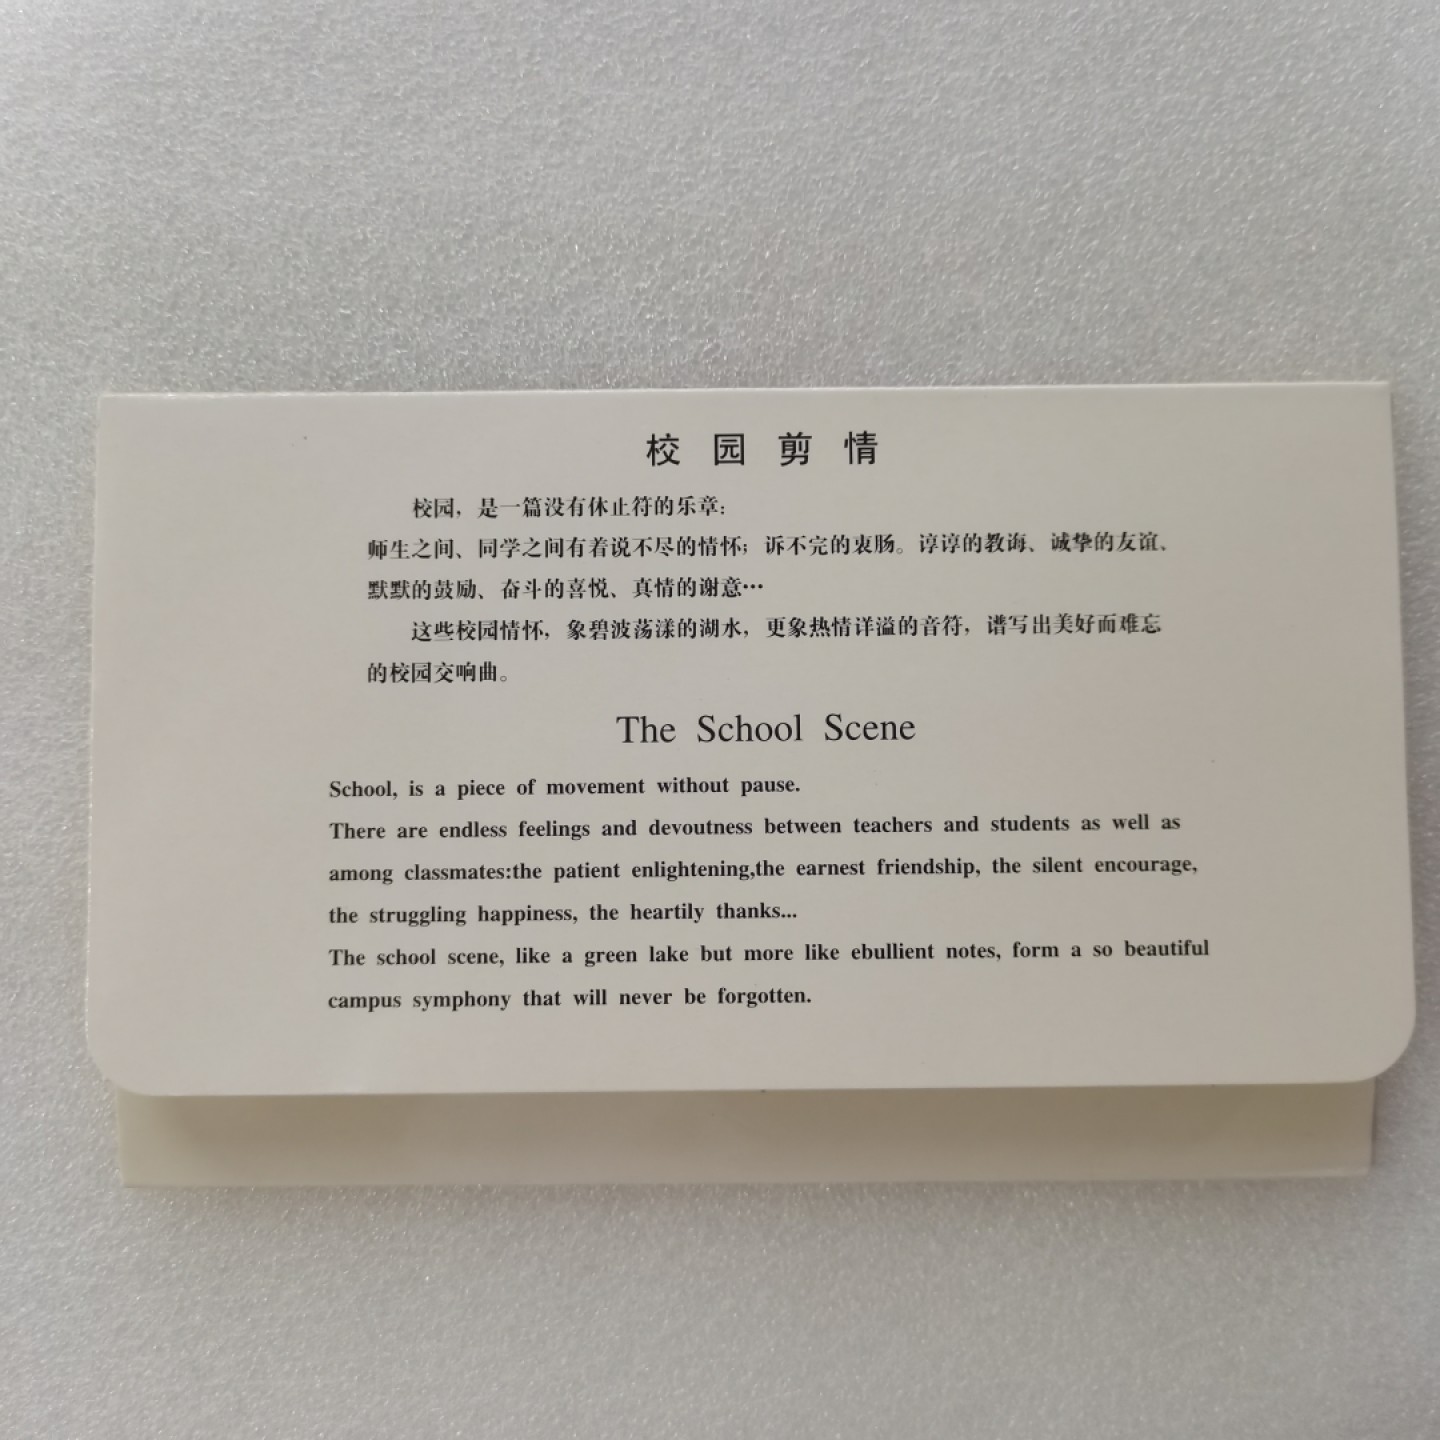 校园剪情
校园，是一篇没有休止符的乐章：
师生之间、同学之间有着说不尽的情怀；诉不完的衷肠。谆谆的教诲、诚挚的友谊、
默默的鼓励、奋斗的喜悦、真情的谢意…
这些校园情怀，象碧波荡漾的湖水，更象热情详溢的音符，谱写出美好而难忘
的校园交响曲。
The School Scene
School, is a piece of movement without pause.
There are endless feelings and devoutness between teachers and students as well as
among classmates:the patient enlightening,the earnest friendship, the silent encourage,
the struggling happiness, the heartily thanks...
The school scene, like a green lake but more like ebullient notes, form a so beautiful
campus symphony that will never be forgotten.